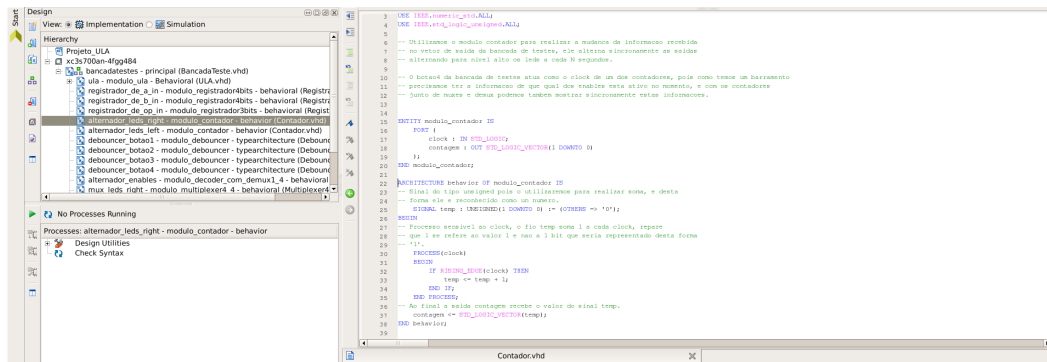 Start
Design
View: Implementation Simulation
Hierarchy
Projeto_ULA
xc3s700an-4fgg484
bancadatestes - principal (BancadaTeste.vhd)
ula - modulo_ula - Behavioral (ULA.vhd)
registrador_de_a_in - modulo_registrador4bits - behavioral (Registra
registrador_de_b_in - modulo_registrador4bits - behavioral (Registra
registrador_de_op_in - modulo_registrador3bits - behavioral (Regist
alternador_leds_right - modulo_contador - behavior (Contador.vhd)
alternador_leds_left - modulo_contador - behavior (Contador.vhd)
debouncer_botao1 - modulo_debouncer - typearchitecture (Debounc
debouncer_botao2 - modulo_debouncer - typearchitecture (Debounc
debouncer_botao3 - modulo_debouncer - typearchitecture (Debounc
debouncer_botao4 - modulo_debouncer - typearchitecture (Debounc
alternador_enables - modulo_decoder_com_demux1_4 - behavioral
mux_leds_right - modulo_multiplexer4_4 - behavioral (Multiplexer4
No Processes Running
Processes: alternador_leds_right - modulo_contador - behavior
Design Utilities
Check Syntax
3 USE IEEE.numeric_std.ALL;
4 USE IEEE.std_logic_unsigned.ALL;
5
6 -- Utilizamos o modulo contador para realizar a mudanca da informacao recebida
7 -- no vetor de saida da bancada de testes, ele alterna sincronamente as saidas
8 -- alternando para nivel alto os leds a cada N segundos.
9
10 -- O botao4 da bancada de testes atua como o clock de um dos contadores, pois como temos um barramento
11 -- precisamos ter a informacao de que qual dos enables esta ativo no momento, e com os contadores
12 -- junto de muxes e demux podemos tambem mostrar sincronamente estas informacoes.
13
14
15 ENTITY modulo_contador IS
16 PORT (
17 clock : IN STD_LOGIC;
18 contagem : OUT STD_LOGIC_VECTOR(1 DOWNTO 0)
19 );
20 END modulo_contador;
21
22 ARCHITECTURE behavior OF modulo_contador IS
23 -- Sinal do tipo unsigned pois o utilizaremos para realizar soma, e desta
24 -- forma ele e reconhecido como um numero.
25 SIGNAL temp : UNSIGNED(1 DOWNTO 0) := (OTHERS => '0');
26 BEGIN
27 -- Processo sensivel ao clock, o fio temp soma 1 a cada clock, repare
28 -- que 1 se refere ao valor 1 e nao a 1 bit que seria representado desta forma
29 -- '1'.
30 PROCESS(clock)
31 BEGIN
32 IF RISING_EDGE(clock) THEN
33 temp <= temp + 1;
34 END IF;
35 END PROCESS;
36 -- Ao final a saida contagem recebe o valor do sinal temp.
37 contagem <= STD_LOGIC_VECTOR(temp);
38 END behavior;
39
Contador.vhd